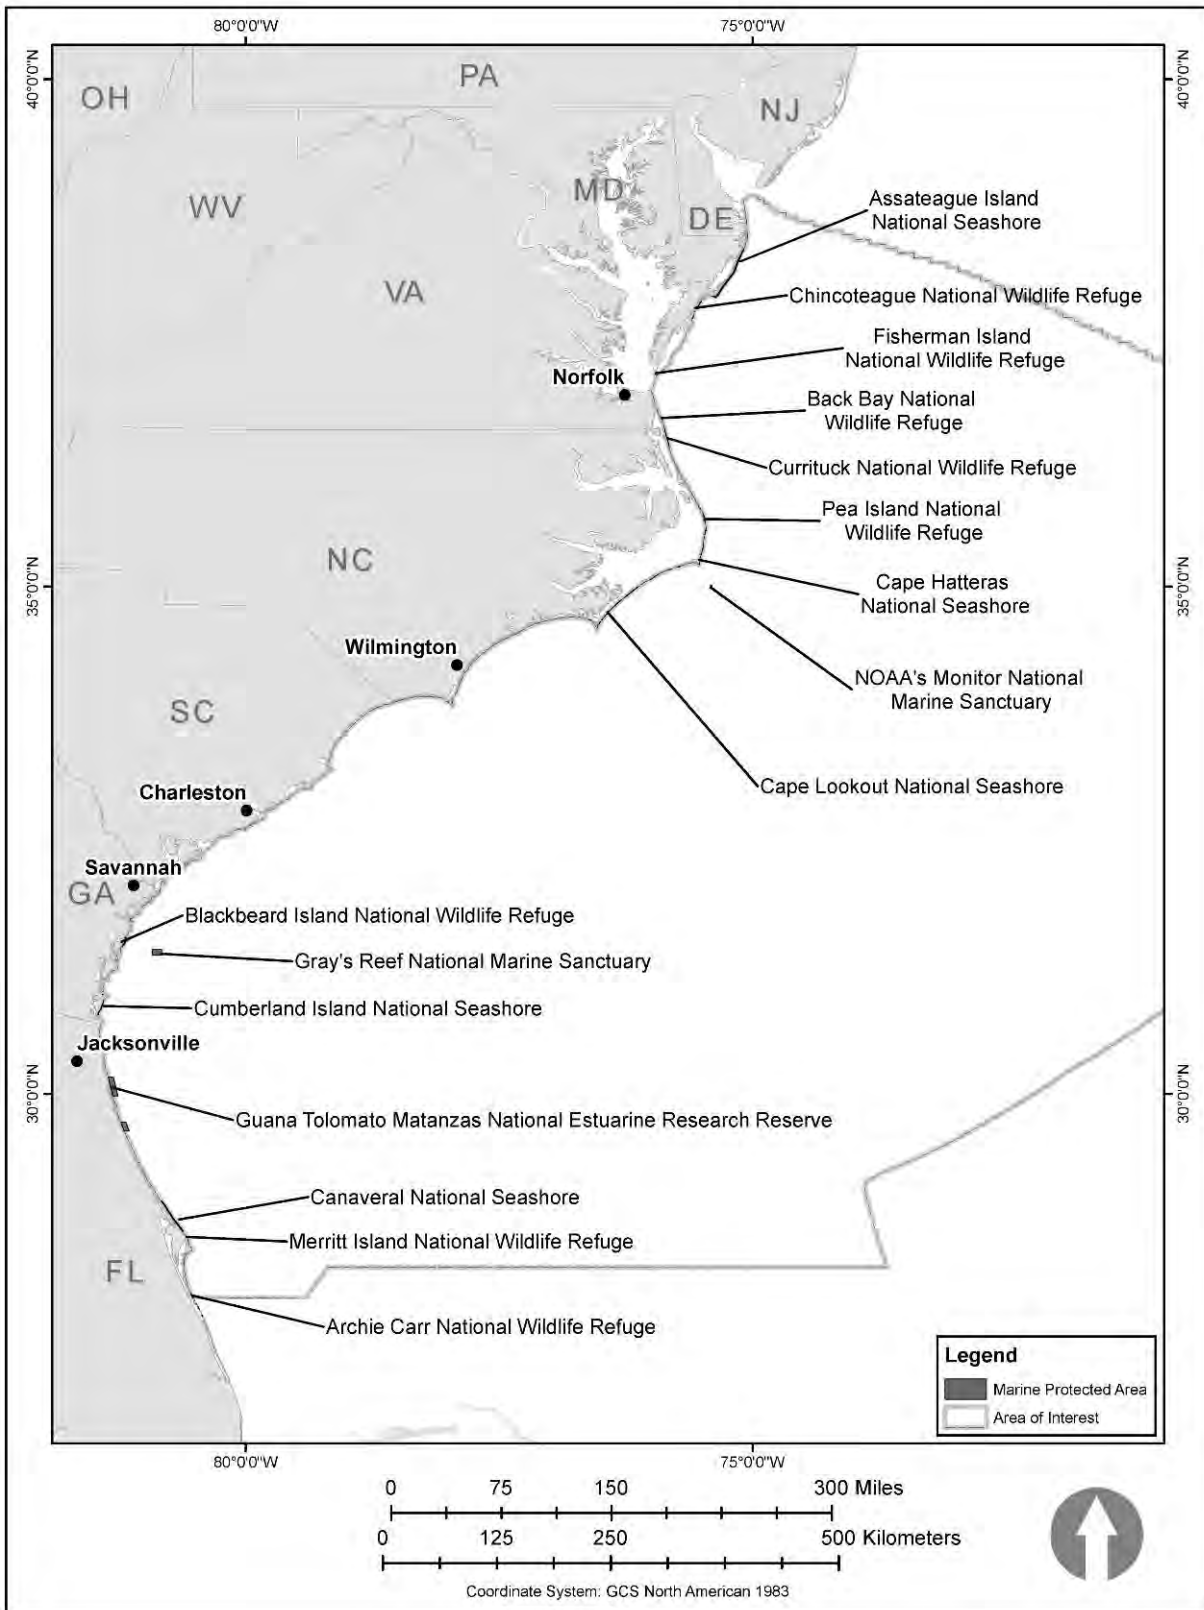 80°0'0"W 75°0'0"W
40°0'0"N 40°0'0"N
OH
PA
NJ
WV
MD
DE
VA
Assateague Island
National Seashore
Chincoteague National Wildlife Refuge
Fisherman Island
National Wildlife Refuge
Norfolk
Back Bay National
Wildlife Refuge
Currituck National Wildlife Refuge
Pea Island National
Wildlife Refuge
NC
35°0'0"N 35°0'0"N
Cape Hatteras
National Seashore
Wilmington
NOAA's Monitor National
Marine Sanctuary
SC
Cape Lookout National Seashore
Charleston
Savannah
GA
Blackbeard Island National Wildlife Refuge
Gray's Reef National Marine Sanctuary
Cumberland Island National Seashore
Jacksonville
30°0'0"N 30°0'0"N
Guana Tolomato Matanzas National Estuarine Research Reserve
Canaveral National Seashore
Merritt Island National Wildlife Refuge
FL
Archie Carr National Wildlife Refuge
Legend
Marine Protected Area
Area of Interest
80°0'0"W 75°0'0"W
0 75 150 300 Miles
0 125 250 500 Kilometers
Coordinate System: GCS North American 1983